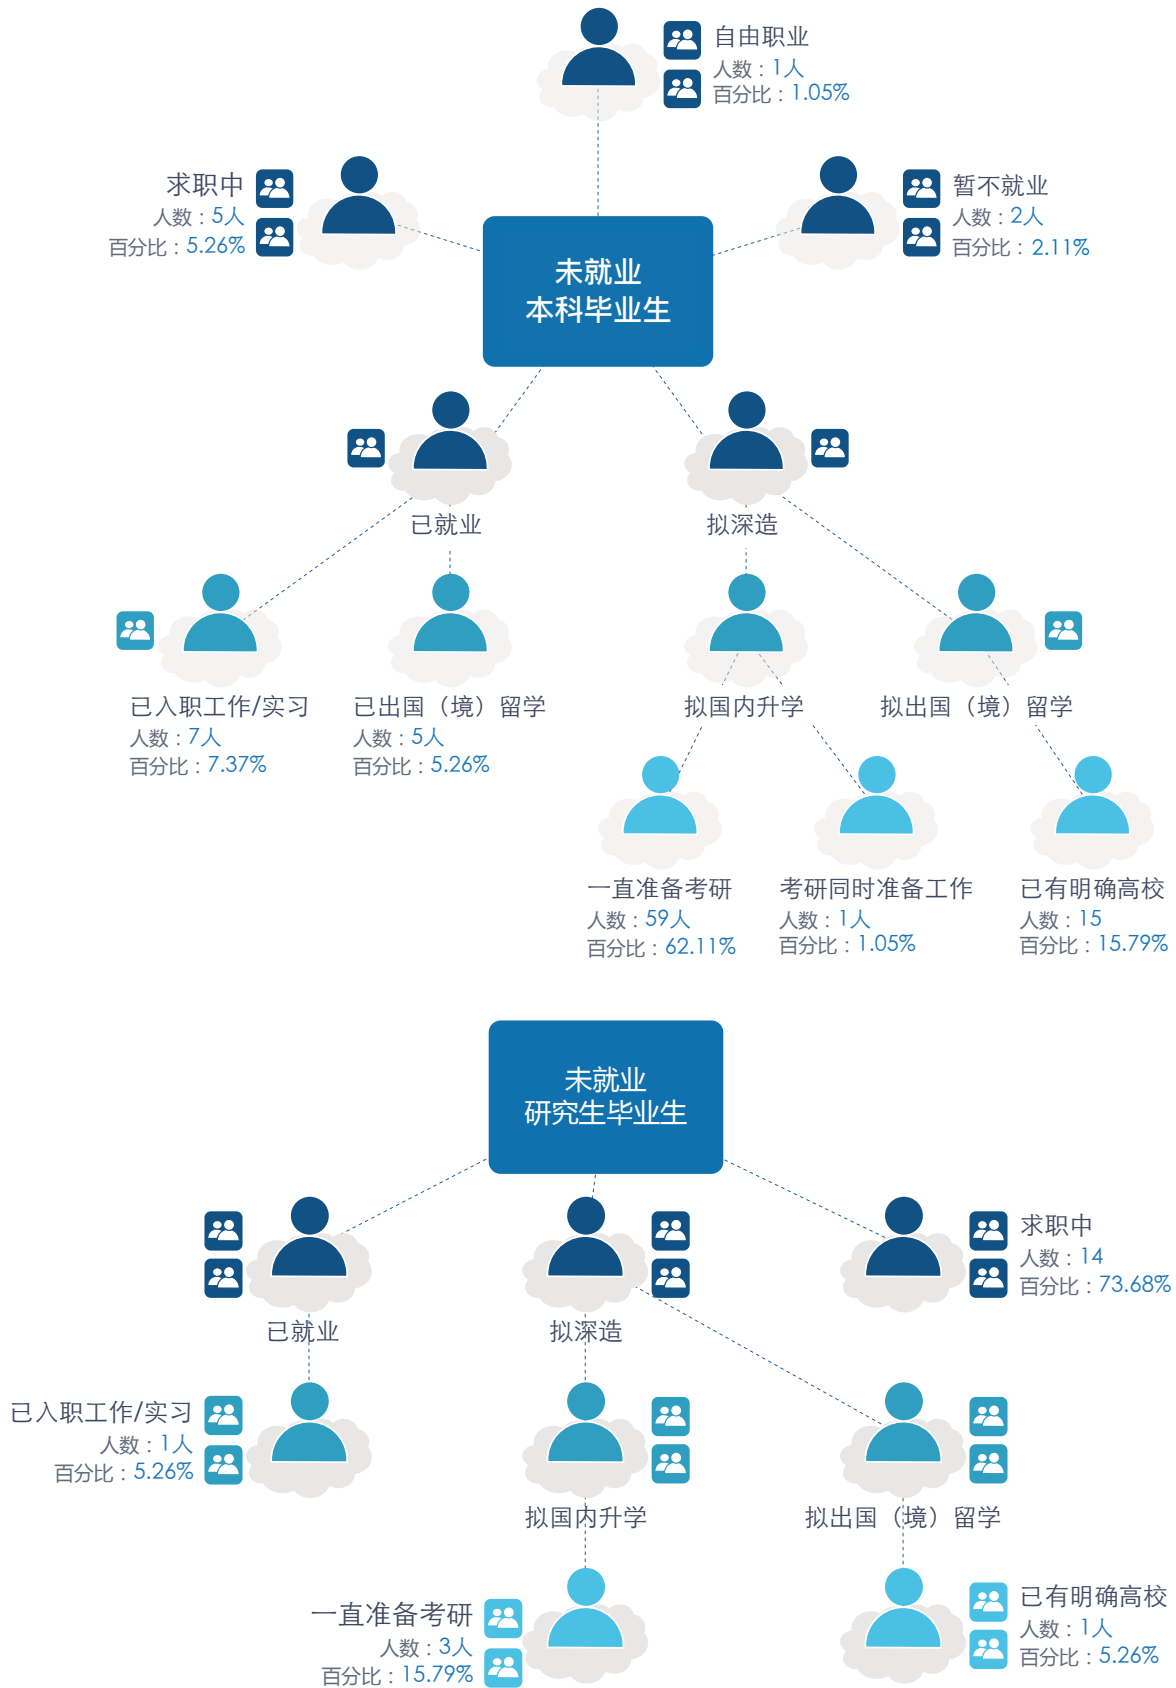 自由职业
人数：1人
百分比：1.05%
求职中
人数：5人
百分比：5.26%
暂不就业
人数：2人
百分比：2.11%
未就业
本科毕业生
已就业
拟深造
已入职工作/实习
人数：7人
百分比：7.37%
已出国（境）留学
人数：5人
百分比：5.26%
拟国内升学
拟出国（境）留学
一直准备考研
人数：59人
百分比：62.11%
考研同时准备工作
人数：1人
百分比：1.05%
已有明确高校
人数：15
百分比：15.79%
未就业
研究生毕业生
求职中
人数：14
百分比：73.68%
已就业
拟深造
已入职工作/实习
人数：1人
百分比：5.26%
拟国内升学
拟出国（境）留学
一直准备考研
人数：3人
百分比：15.79%
已有明确高校
人数：1人
百分比：5.26%